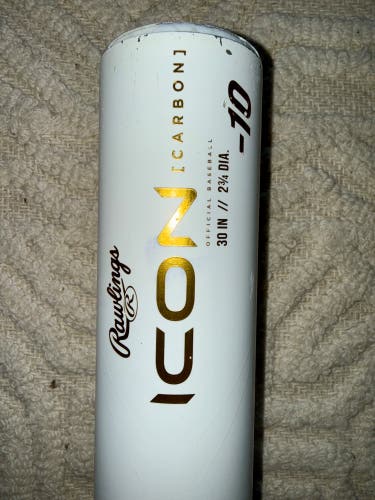 Rawlings
R
ICON [CARBON]
OFFICIAL BASEBALL
30 IN // 2¾ DIA.
-10